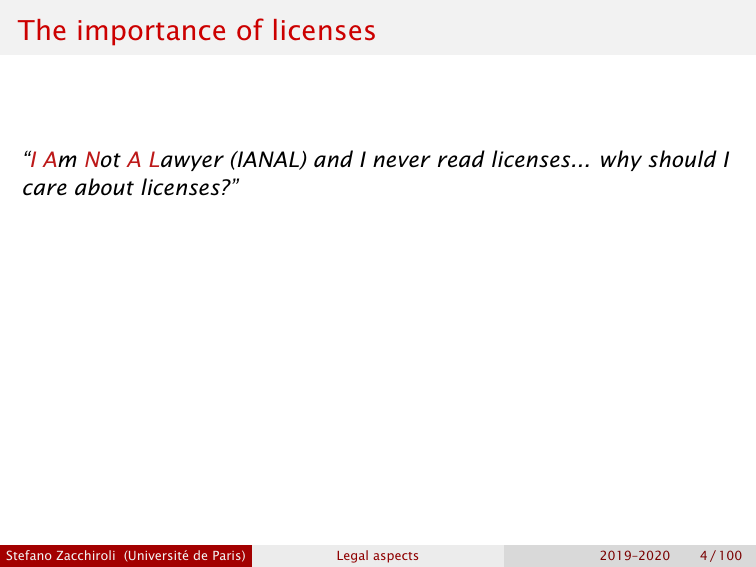 The importance of licenses
“I Am Not A Lawyer (IANAL) and I never read licenses... why should I
care about licenses?”
Stefano Zacchiroli (Université de Paris) Legal aspects 2019–2020 4 / 100